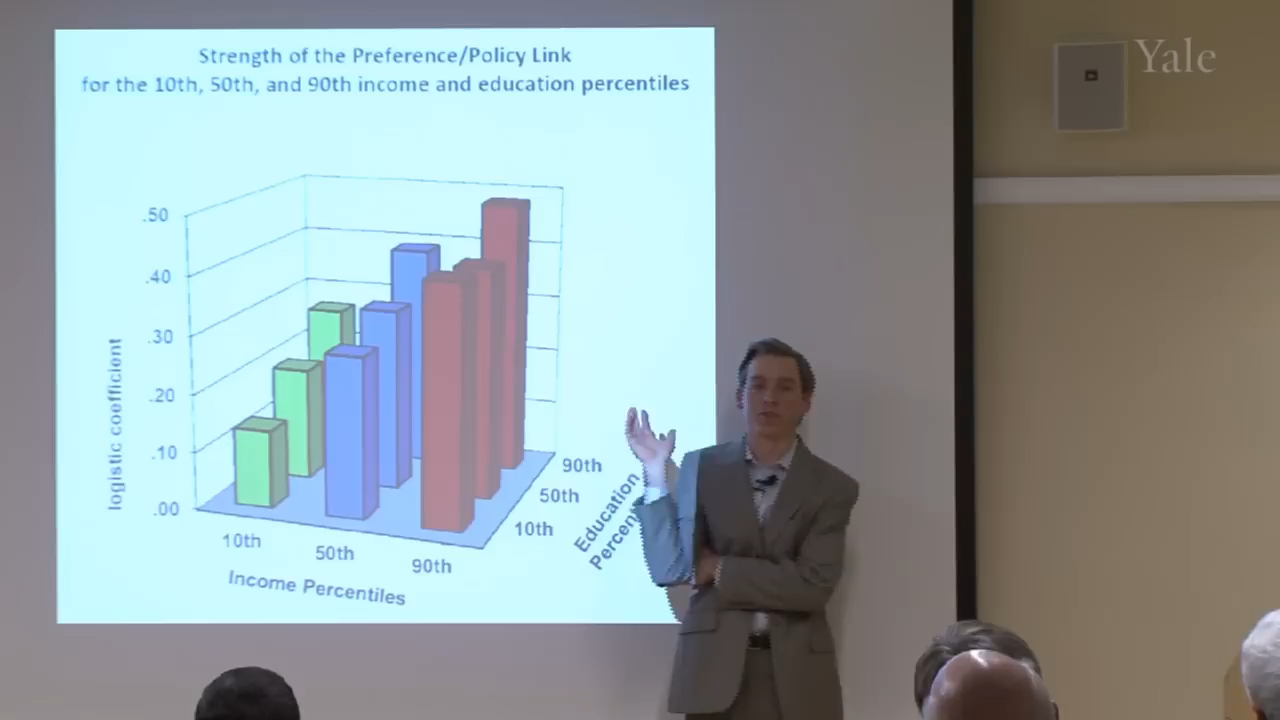 Strength of the Preference/Policy Link
for the 10th, 50th, and 90th income and education percentiles
Yale
.50
.40
.30
.20
.10
.00
logistic coefficient
10th
50th
90th
Income Percentiles
90th
50th
10th
Education